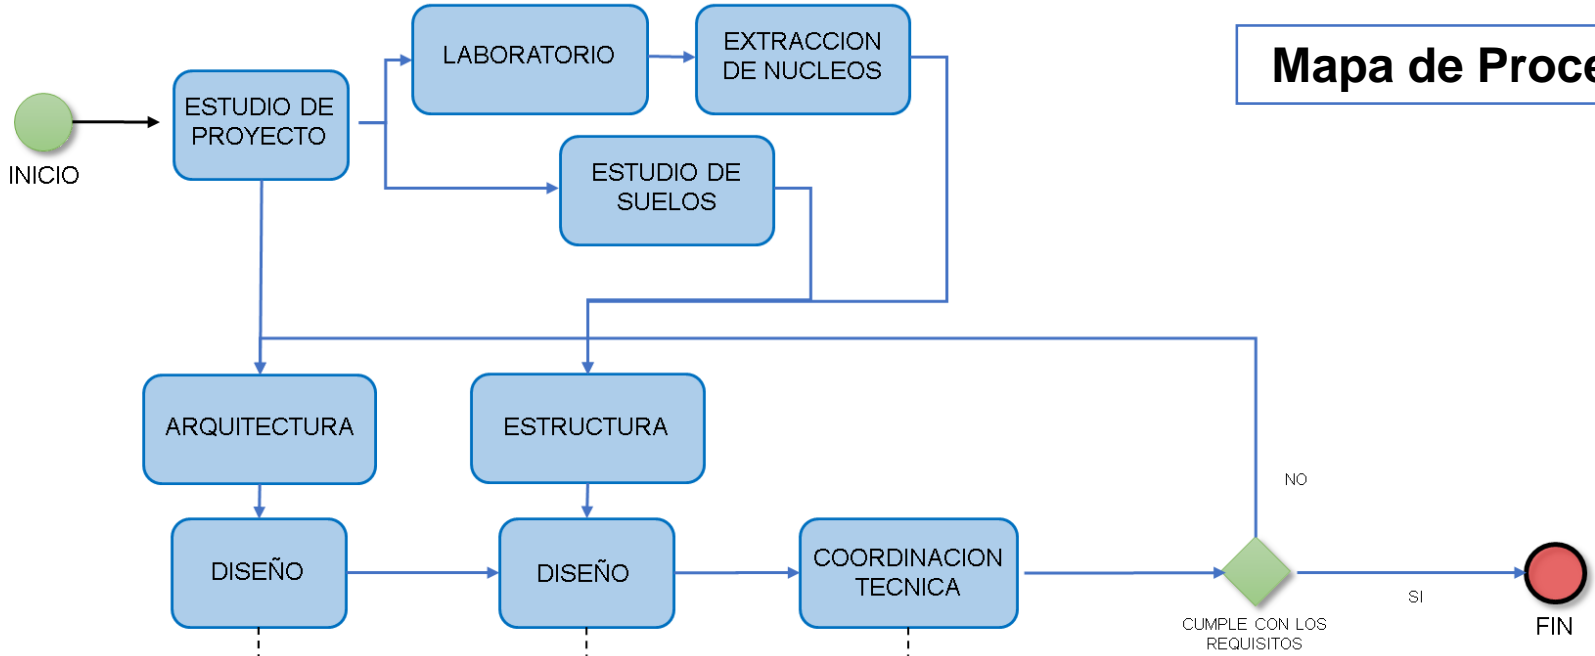 LABORATORIO
EXTRACCION
DE NUCLEOS
Mapa de Proce
ESTUDIO DE
PROYECTO
INICIO
ESTUDIO DE
SUELOS
ARQUITECTURA
ESTRUCTURA
NO
DISEÑO
DISEÑO
COORDINACION
TECNICA
SI
CUMPLE CON LOS
REQUISITOS
FIN